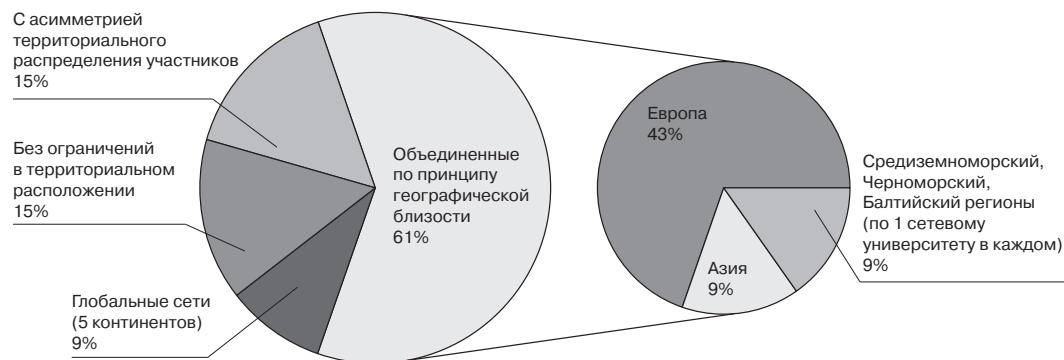 С асимметрией
территориального
распределения участников
15%
Без ограничений
в территориальном
расположении
15%
Глобальные сети
(5 континентов)
9%
Объединенные
по принципу
географической
близости
61%
Европа
43%
Азия
9%
Средиземноморский,
Черноморский,
Балтийский регионы
(по 1 сетевому
университету в каждом)
9%